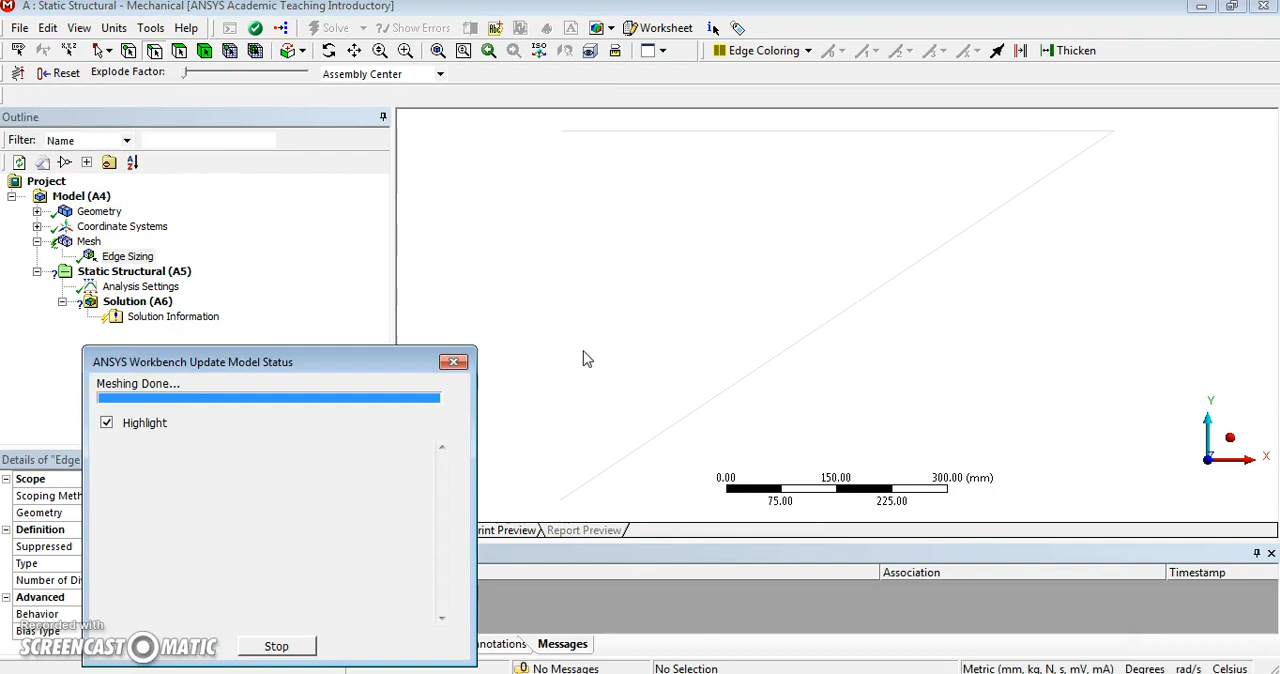 A : Static Structural - Mechanical [ANSYS Academic Teaching Introductory]
File Edit View Units Tools Help Solve Show Errors Worksheet
Edge Coloring Thicken
Reset Explode Factor: Assembly Center
Outline
Filter: Name
Project
Model (A4)
Geometry
Coordinate Systems
Mesh
Edge Sizing
Static Structural (A5)
Analysis Settings
Solution (A6)
Solution Information
ANSYS Workbench Update Model Status
Meshing Done...
Highlight
Stop
Details of "Edge
Scope
Scoping Meth
Geometry
Definition
Suppressed
Type
Number of Di
Advanced
Behavior
Bias Type
Recorded with
SCREENCAST MATIC
Y
X
0.00 150.00 300.00 (mm)
75.00 225.00
rint Preview Report Preview
Association Timestamp
nnotations Messages
0 No Messages No Selection Metric (mm, kg, N, s, mV, mA) Degrees rad/s Celsius